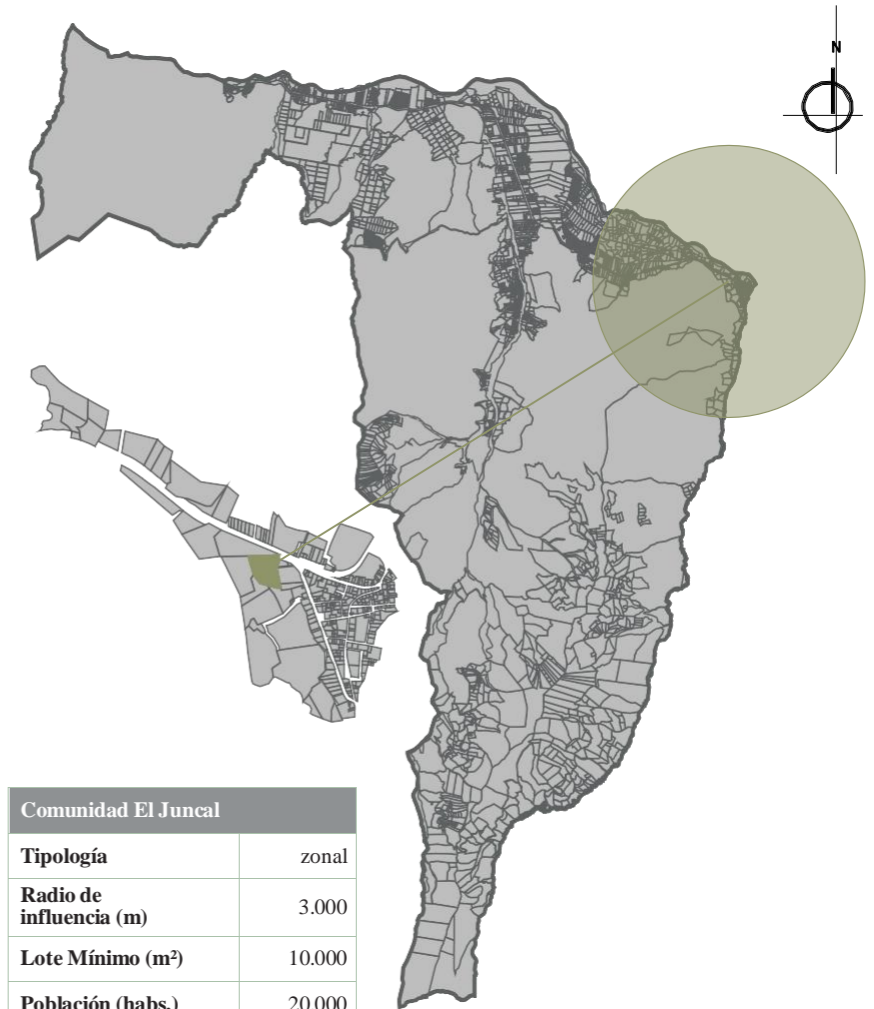 N
Comunidad El Juncal
Tipología zonal
Radio de
influencia (m) 3.000
Lote Mínimo (m²) 10.000
Población (habs.) 20.000